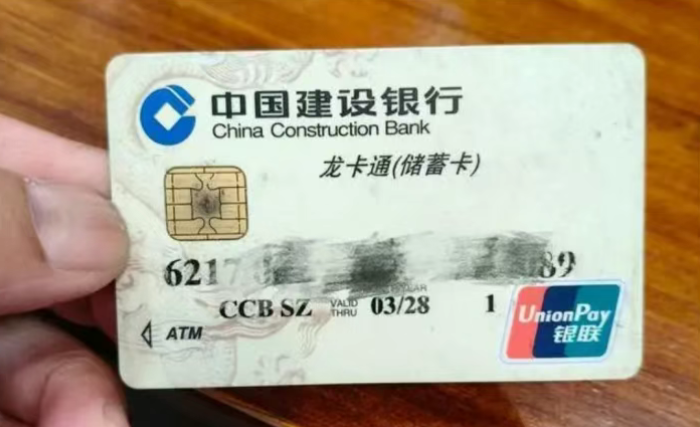 中国建设银行
China Construction Bank
龙卡通(储蓄卡)
6217 89
CCB SZ VALID THRU 03/28 1
ATM
UnionPay
银联